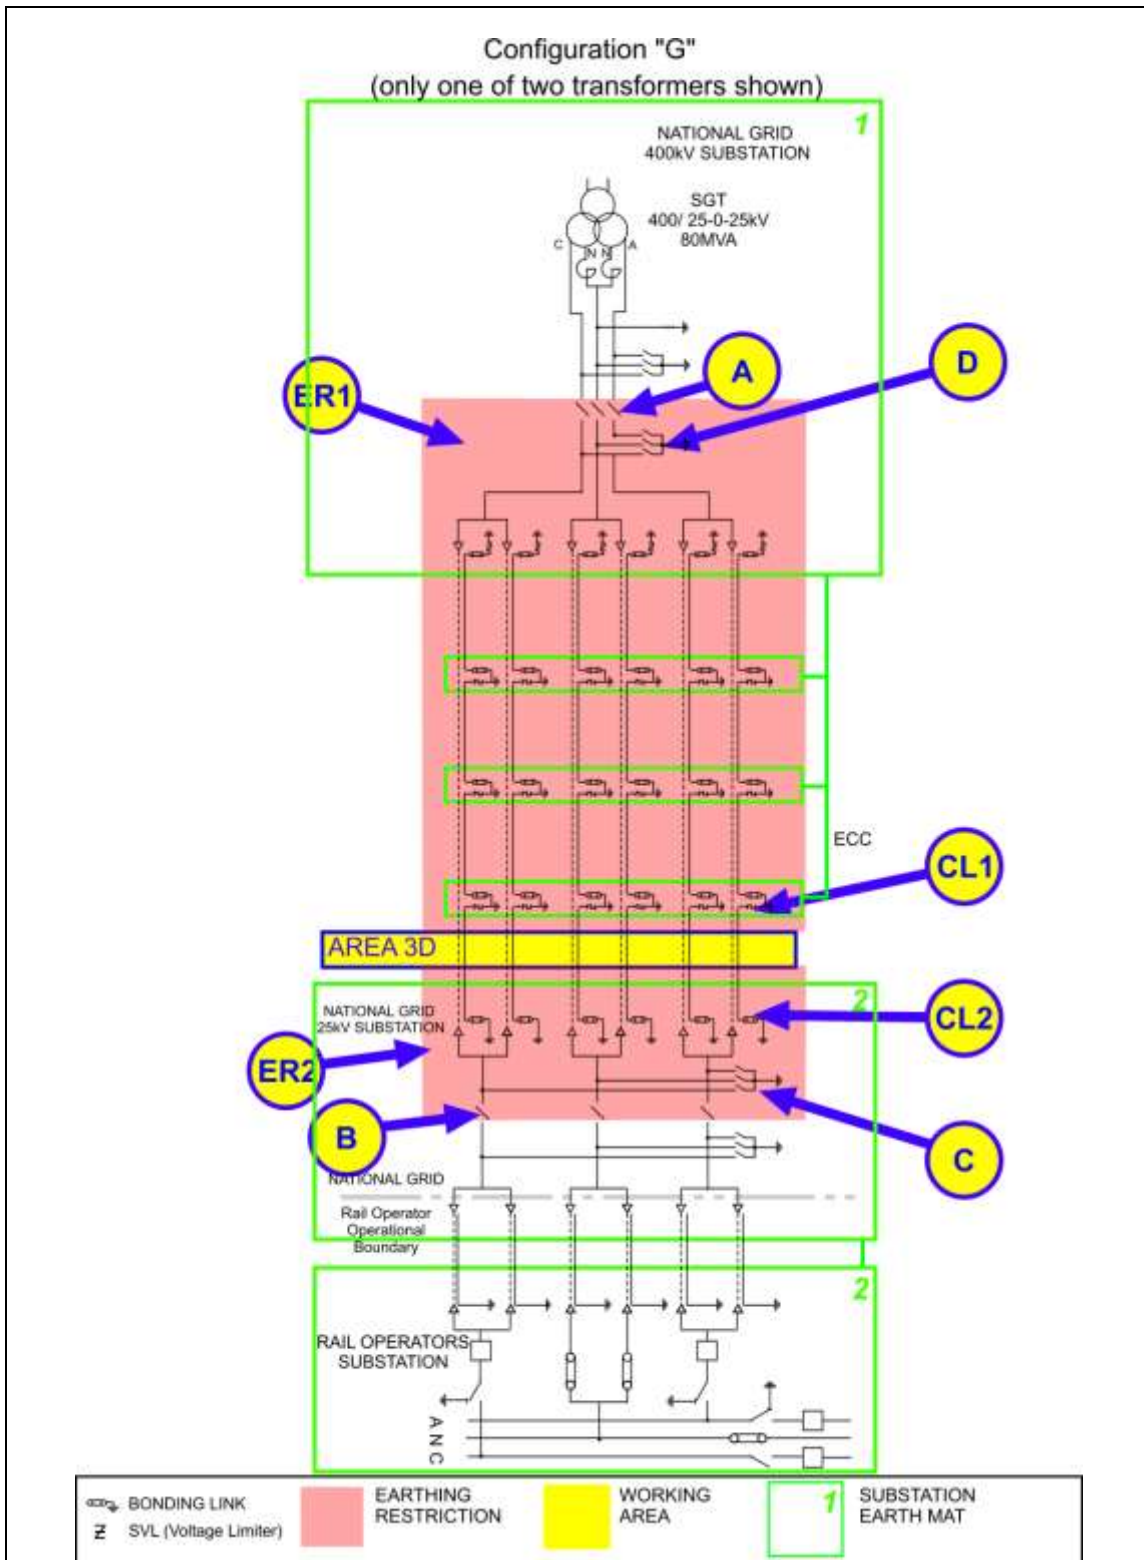 Configuration "G"
(only one of two transformers shown)
1
NATIONAL GRID
400kV SUBSTATION
SGT
400/ 25-0-25kV
80MVA
C
N N
A
A
D
ER1
ECC
CL1
AREA 3D
2
NATIONAL GRID
25kV SUBSTATION
CL2
ER2
B
C
NATIONAL GRID
Rail Operator
Operational
Boundary
2
RAIL OPERATORS
SUBSTATION
A
N
C
BONDING LINK
SVL (Voltage Limiter)
EARTHING
RESTRICTION
WORKING
AREA
1
SUBSTATION
EARTH MAT